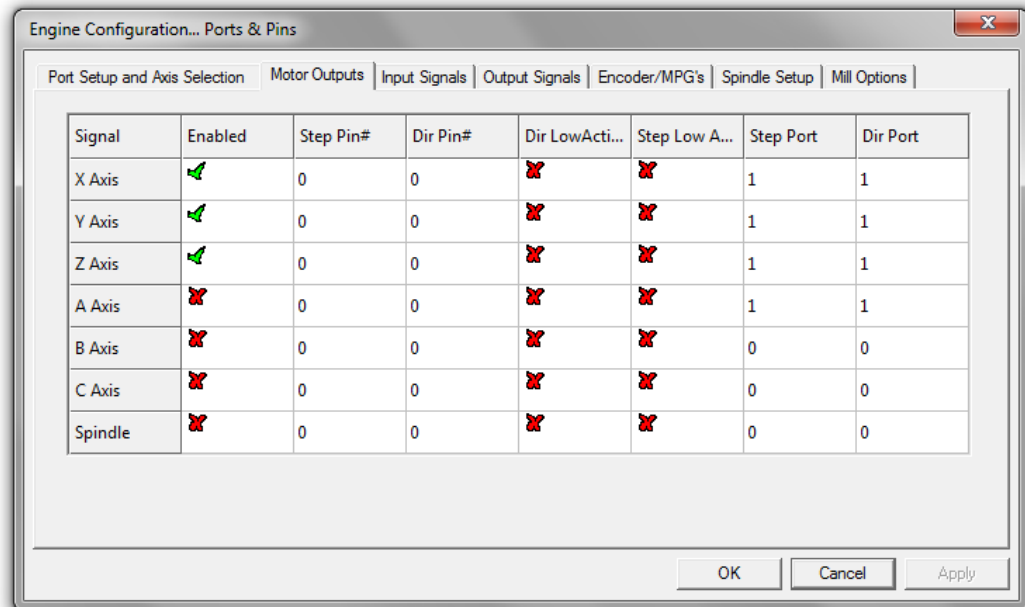 Engine Configuration... Ports & Pins
Port Setup and Axis Selection Motor Outputs Input Signals Output Signals Encoder/MPG's Spindle Setup Mill Options
Signal Enabled Step Pin# Dir Pin# Dir LowActi... Step Low A... Step Port Dir Port
X Axis 0 0 1 1
Y Axis 0 0 1 1
Z Axis 0 0 1 1
A Axis 0 0 1 1
B Axis 0 0 0 0
C Axis 0 0 0 0
Spindle 0 0 0 0
OK Cancel Apply